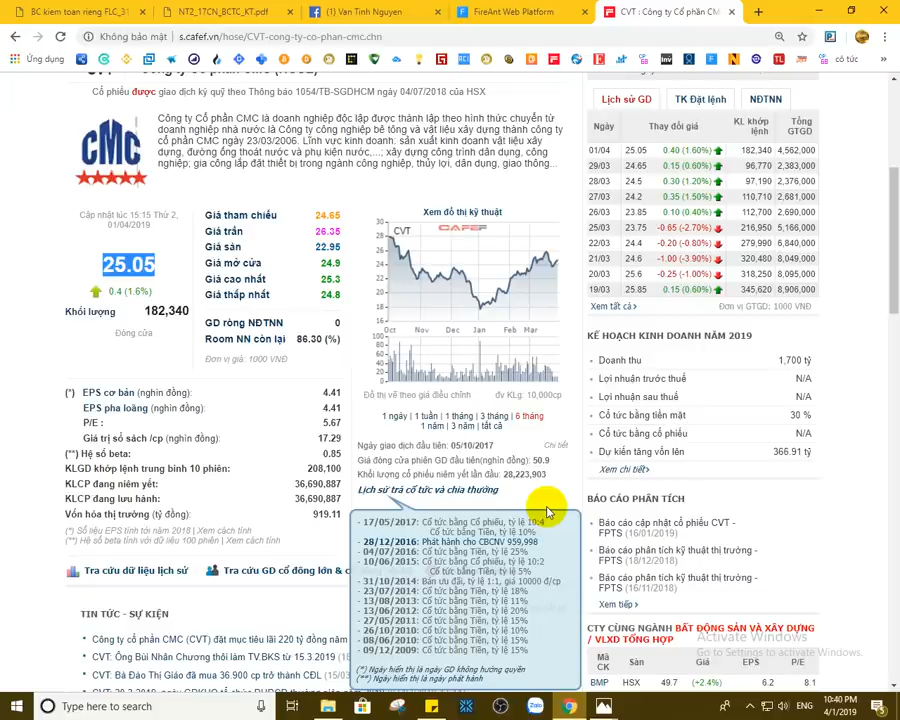 BC kiem toan rieng FLC_31
NT2_17CN_BCTC_KT.pdf
(1) Van Tinh Nguyen
FireAnt Web Platform
CVT : Công ty Cổ phần CM
Không bảo mật | s.cafef.vn/hose/CVT-cong-ty-co-phan-cmc.chn
Ứng dụng
có tức
Cổ phiếu được giao dịch ký quỹ theo Thông báo 1054/TB-SGDHCM ngày 04/07/2018 của HSX
CMC
Công ty Cổ phần CMC là doanh nghiệp độc lập được thành lập theo hình thức chuyển từ
doanh nghiệp nhà nước là Công ty công nghiệp bê tông và vật liệu xây dựng thành công ty
cổ phần CMC ngày 23/03/2006. Lĩnh vực kinh doanh: sản xuất kinh doanh vật liệu xây
dựng, đường ống thoát nước và phụ kiện nước,...; xây dựng công trình dân dụng, công
nghiệp; gia công lắp đặt thiết bị trong ngành công nghiệp, thủy lợi, dân dụng, giao thông...
Cập nhật lúc 15:15 Thứ 2,
01/04/2019
25.05
0.4 (1.6%)
Khối lượng 182,340
Đóng cửa
Giá tham chiếu 24.65
Giá trần 26.35
Giá sàn 22.95
Giá mở cửa 24.9
Giá cao nhất 25.3
Giá thấp nhất 24.8
GD ròng NĐTNN 0
Room NN còn lại 86.30 (%)
Đơn vị giá: 1000 VNĐ
Xem đồ thị kỹ thuật
CVT
CAFEF
30
28
26
24
22
20
18
16
Oct Nov Dec Jan Feb Mar
100
80
60
40
20
0
Đồ thị vẽ theo giá điều chỉnh
đv KLg: 10,000cp
1 ngày | 1 tuần | 1 tháng | 3 tháng | 6 tháng
1 năm | 3 năm | tất cả
(*) EPS cơ bản (nghìn đồng): 4.41
EPS pha loãng (nghìn đồng): 4.41
P/E : 5.67
Giá trị sổ sách /cp (nghìn đồng): 17.29
(**) Hệ số beta: 0.85
KLGD khớp lệnh trung bình 10 phiên: 208,100
KLCP đang niêm yết: 36,690,887
KLCP đang lưu hành: 36,690,887
Vốn hóa thị trường (tỷ đồng): 919.11
(*) Số liệu EPS tính tới năm 2018 | Xem cách tính
(**) Hệ số beta tính với dữ liệu 100 phiên | Xem cách tính
Tra cứu dữ liệu lịch sử
Tra cứu GD cổ đông lớn & c
Ngày giao dịch đầu tiên: 05/10/2017
Chi tiết
Giá đóng cửa phiên GD đầu tiên(nghìn đồng): 50.9
Khối lượng cổ phiếu niêm yết lần đầu: 28,223,903
Lịch sử trả cổ tức và chia thưởng
- 17/05/2017: Cổ tức bằng Cổ phiếu, tỷ lệ 10:4
Cổ tức bằng Tiền, tỷ lệ 10%
- 28/12/2016: Phát hành cho CBCNV 959,998
- 04/07/2016: Cổ tức bằng Tiền, tỷ lệ 25%
- 10/06/2015: Cổ tức bằng Cổ phiếu, tỷ lệ 10:2
Cổ tức bằng Tiền, tỷ lệ 5%
- 31/10/2014: Bán ưu đãi, tỷ lệ 1:1, giá 10000 đ/cp
- 23/07/2014: Cổ tức bằng Tiền, tỷ lệ 18%
- 13/08/2013: Cổ tức bằng Tiền, tỷ lệ 11%
- 13/06/2012: Cổ tức bằng Tiền, tỷ lệ 20%
- 27/05/2011: Cổ tức bằng Tiền, tỷ lệ 15%
- 26/10/2010: Cổ tức bằng Tiền, tỷ lệ 10%
- 08/06/2010: Cổ tức bằng Tiền, tỷ lệ 15%
- 09/12/2009: Cổ tức bằng Tiền, tỷ lệ 15%
(*) Ngày hiển thị là ngày GD không hưởng quyền
(**) Ngày hiển thị là ngày phát hành
TIN TỨC - SỰ KIỆN
Công ty cổ phần CMC (CVT) đặt mục tiêu lãi 220 tỷ đồng năm
CVT: Ông Bùi Nhân Chương thôi làm TV.BKS từ 15.3.2019
CVT: Bà Đào Thị Giáo đã mua 36.900 cp trở thành CĐL
Lịch sử GD
TK Đặt lệnh
NĐTNN
Ngày Thay đổi giá KL khớp lệnh Tổng GTGD
01/04 25.05 0.40 (1.60%) 182,340 4,562,000
29/03 24.65 0.15 (0.60%) 96,770 2,383,000
28/03 24.5 0.30 (1.20%) 97,190 2,376,000
27/03 24.2 0.35 (1.50%) 110,710 2,681,000
26/03 23.85 0.10 (0.40%) 112,700 2,690,000
25/03 23.75 -0.65 (-2.70%) 216,950 5,166,000
22/03 24.4 -0.20 (-0.80%) 279,990 6,840,000
21/03 24.6 -1.00 (-3.90%) 320,480 8,049,000
20/03 25.6 -0.25 (-1.00%) 318,250 8,095,000
19/03 25.85 0.15 (0.60%) 345,620 8,906,000
Xem tất cả
Đơn vị GTGD: 1000 VNĐ
KẾ HOẠCH KINH DOANH NĂM 2019
Doanh thu 1,700 tỷ
Lợi nhuận trước thuế N/A
Lợi nhuận sau thuế N/A
Cổ tức bằng tiền mặt 30 %
Cổ tức bằng cổ phiếu N/A
Dự kiến tăng vốn lên 366.91 tỷ
Xem chi tiết
BÁO CÁO PHÂN TÍCH
Báo cáo cập nhật cổ phiếu CVT -
FPTS (16/01/2019)
Báo cáo phân tích kỹ thuật thị trường -
FPTS (18/12/2018)
Báo cáo phân tích kỹ thuật thị trường -
FPTS (16/11/2018)
Xem tiếp
CTY CÙNG NGÀNH BẤT ĐỘNG SẢN VÀ XÂY DỰNG
/ VLXD TỔNG HỢP
Activate Windows
Go to Settings to activate Windows.
Mã CK Sàn Giá EPS P/E
BMP HSX 49.7 (+2.4%) 6.2 8.1
Type here to search
Zalo
ENG
10:40 PM
4/1/2019